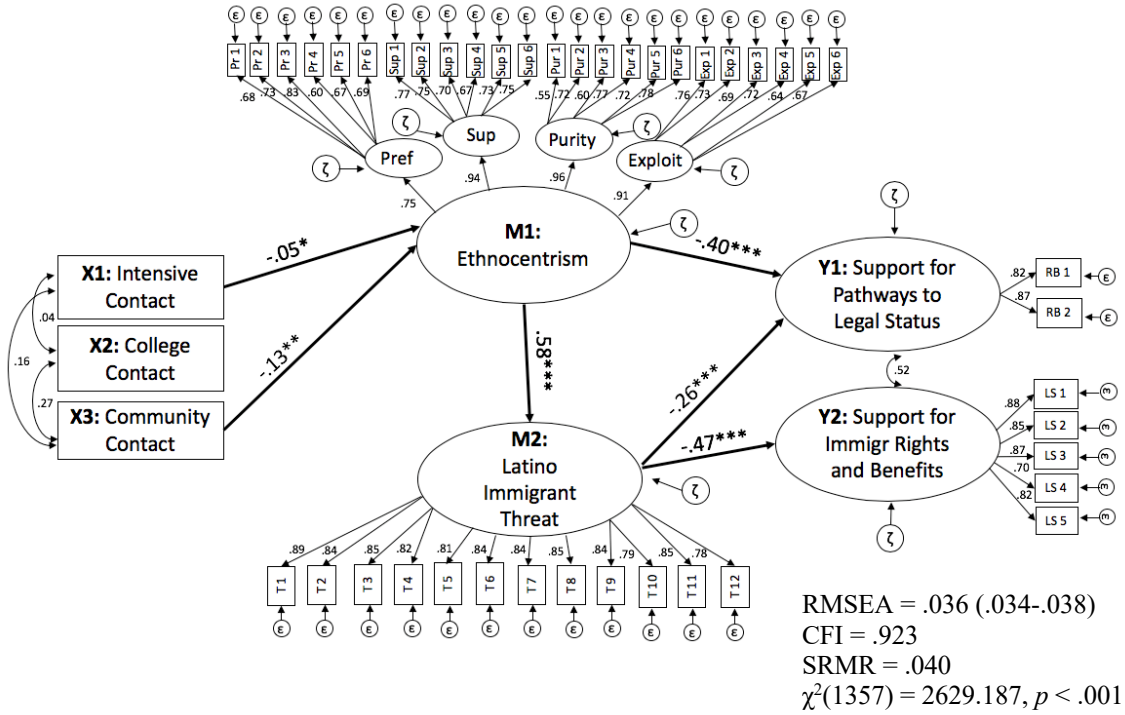 ε ε ε ε ε ε ε ε ε ε ε ε ε ε ε ε ε ε ε ε ε ε ε ε
Pr 1 Pr 2 Pr 3 Pr 4 Pr 5 Pr 6 Sup 1 Sup 2 Sup 3 Sup 4 Sup 5 Sup 6 Pur 1 Pur 2 Pur 3 Pur 4 Pur 5 Pur 6 Exp 1 Exp 2 Exp 3 Exp 4 Exp 5 Exp 6
.68 .73 .83 .60 .67 .69 .77 .75 .70 .67 .73 .75 .55 .72 .60 .77 .72 .78 .76 .73 .69 .72 .64 .67
ζ Sup Purity ζ
ζ Pref Exploit ζ
.75 .94 .96 .91
M1:
Ethnocentrism
ζ
ζ
-.05*
-.13**
-.40***
X1: Intensive
Contact
X2: College
Contact
X3: Community
Contact
.04
.16
.27
.58***
-.26***
-.47***
Y1: Support for
Pathways to
Legal Status
.82 RB 1 ε
.87 RB 2 ε
.52
Y2: Support for
Immigr Rights
and Benefits
.88 LS 1 ε
.85 LS 2 ε
.87 LS 3 ε
.70 LS 4 ε
.82 LS 5 ε
ζ
M2:
Latino
Immigrant
Threat
ζ
.89 .84 .85 .82 .81 .84 .84 .85 .84 .79 .85 .78
T1 T2 T3 T4 T5 T6 T7 T8 T9 T10 T11 T12
ε ε ε ε ε ε ε ε ε ε ε ε
RMSEA = .036 (.034-.038)
CFI = .923
SRMR = .040
χ²(1357) = 2629.187, p < .001